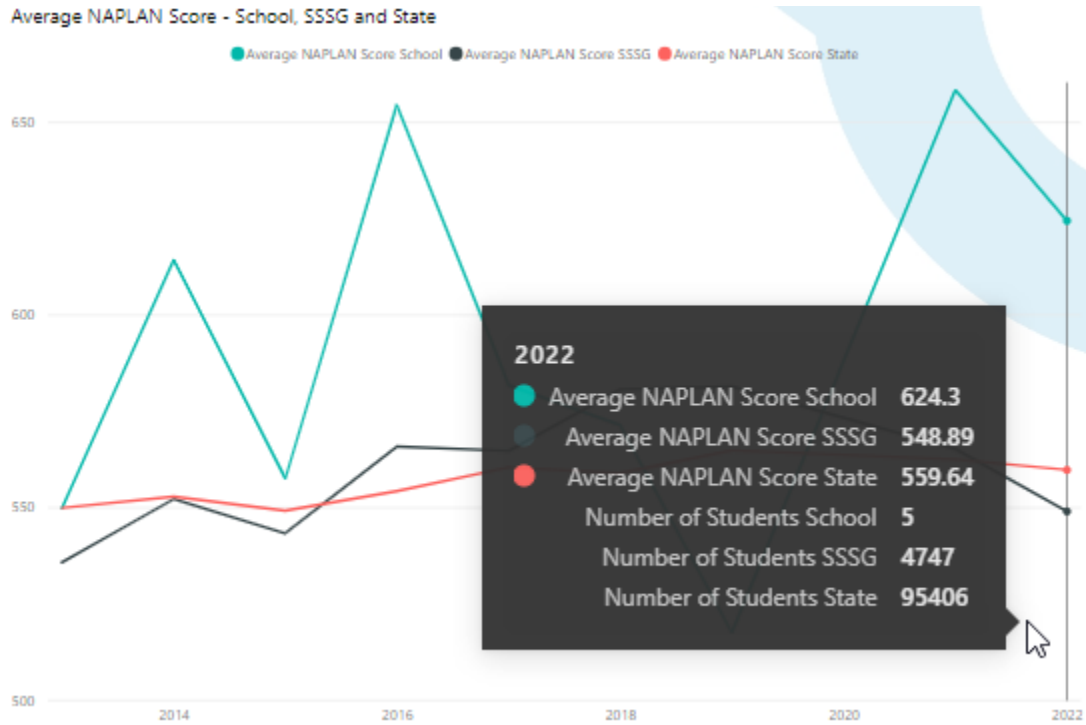 Average NAPLAN Score - School, SSSG and State
Average NAPLAN Score School Average NAPLAN Score SSSG Average NAPLAN Score State
650
600
550
500
2022
Average NAPLAN Score School 624.3
Average NAPLAN Score SSSG 548.89
Average NAPLAN Score State 559.64
Number of Students School 5
Number of Students SSSG 4747
Number of Students State 95406
2014 2016 2018 2020 2022